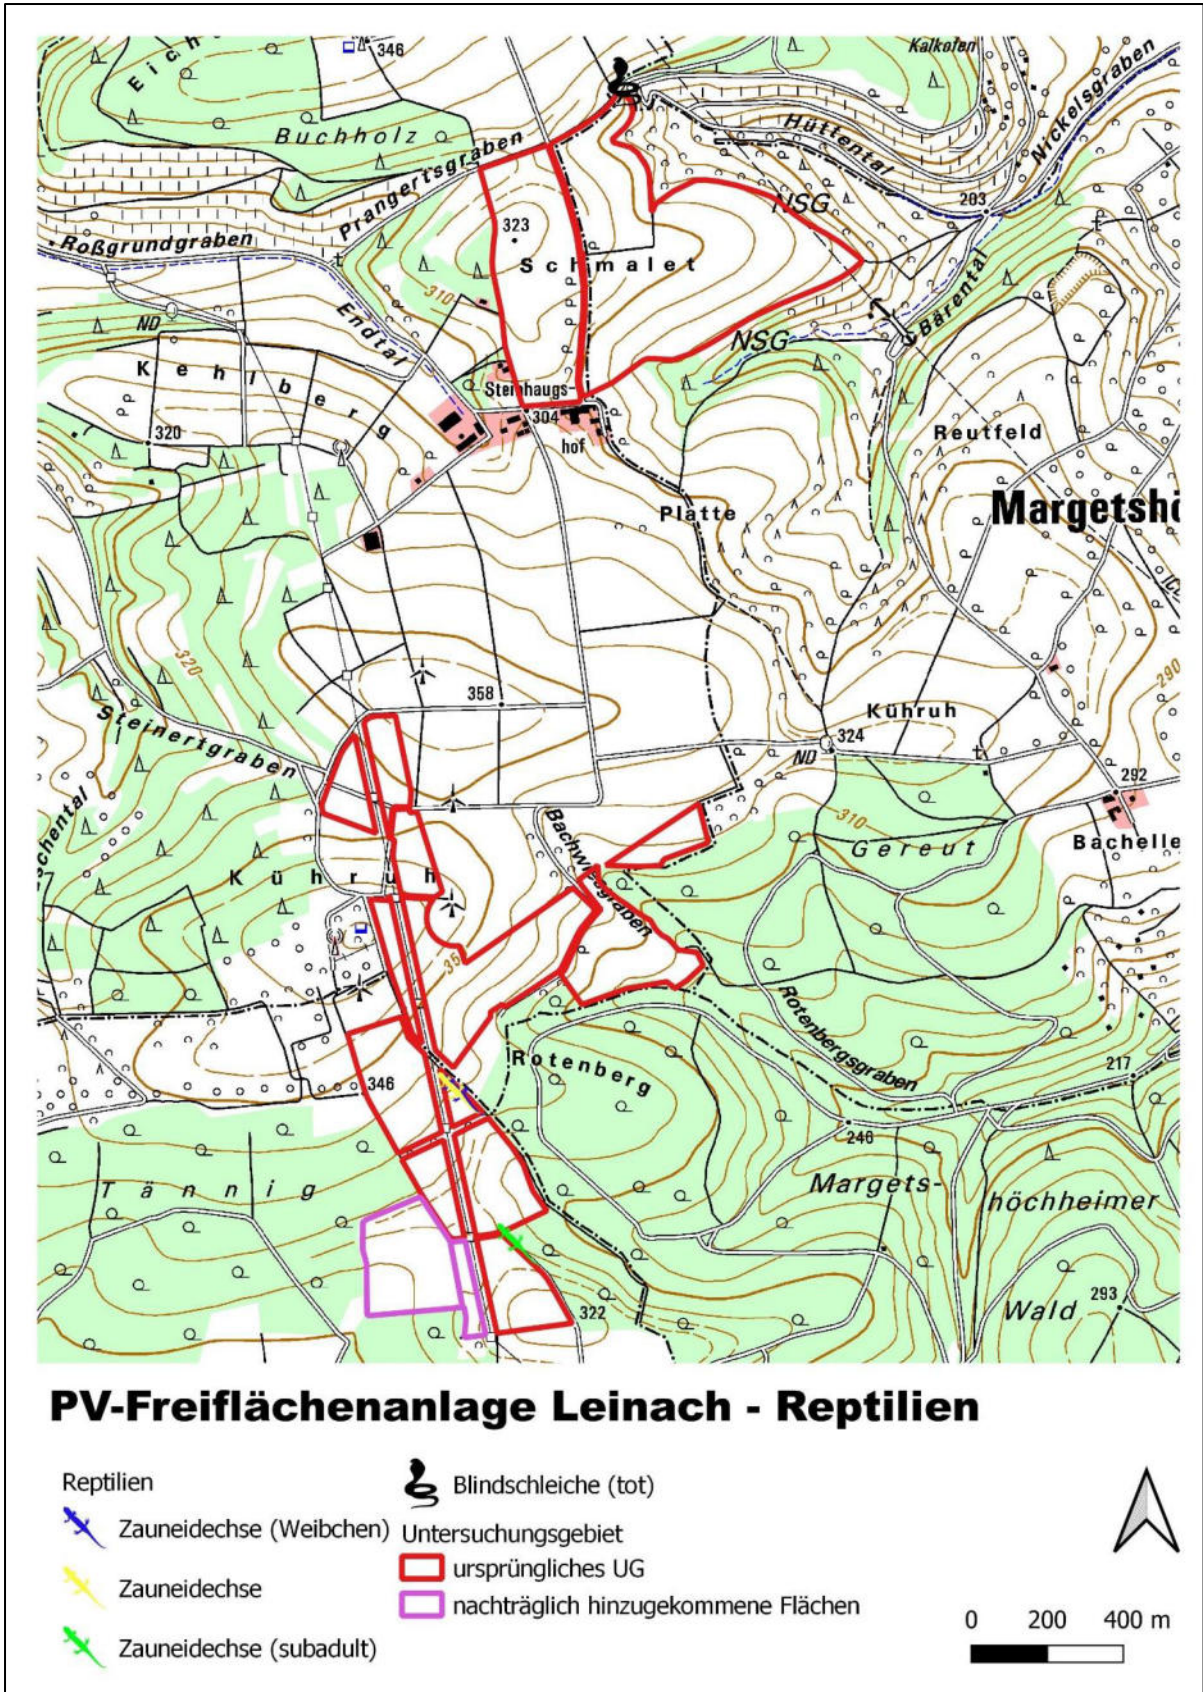 Eich
346
Kalkofen
Buchholz
Prangertsgraben
Hüttental
Nickelsgraben
203
NSG
Roßgrundgraben
323
Schmalet
310
Endtal
ND
Bärental
NSG
Kehlberg
Steinhaugs-
304
hof
320
Reutfeld
Platte
Margetshö
320
358
290
Kühruh
324
Steinertgraben
ND
292
Bachwiesgraben
310
Gereut
Bachelle
chental
Kühruh
35
Rotenbergsgraben
Rotenberg
217
346
246
Tännig
Margets-
höchheimer
322
Wald
293
PV-Freiflächenanlage Leinach - Reptilien
Reptilien
Zauneidechse (Weibchen)
Zauneidechse
Zauneidechse (subadult)
Blindschleiche (tot)
Untersuchungsgebiet
ursprüngliches UG
nachträglich hinzugekommene Flächen
0 200 400 m